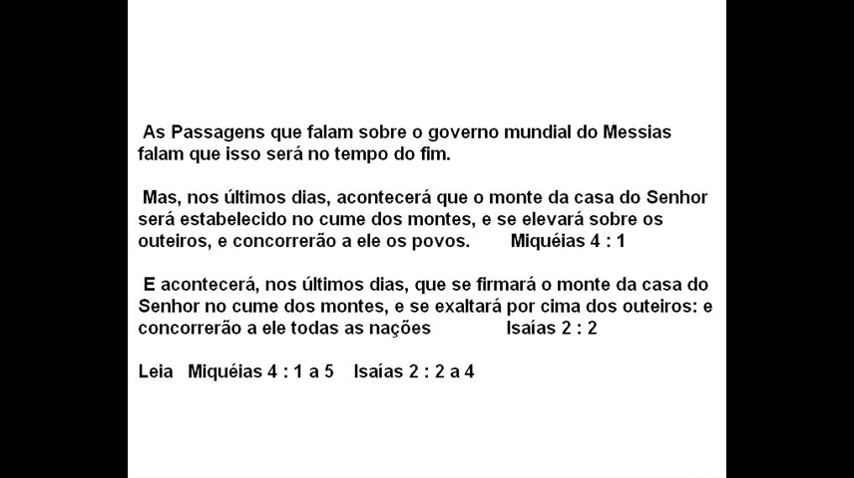 As Passagens que falam sobre o governo mundial do Messias
falam que isso será no tempo do fim.
Mas, nos últimos dias, acontecerá que o monte da casa do Senhor
será estabelecido no cume dos montes, e se elevará sobre os
outeiros, e concorrerão a ele os povos. Miquéias 4 : 1
E acontecerá, nos últimos dias, que se firmará o monte da casa do
Senhor no cume dos montes, e se exaltará por cima dos outeiros: e
concorrerão a ele todas as nações Isaías 2 : 2
Leia Miquéias 4 : 1 a 5 Isaías 2 : 2 a 4